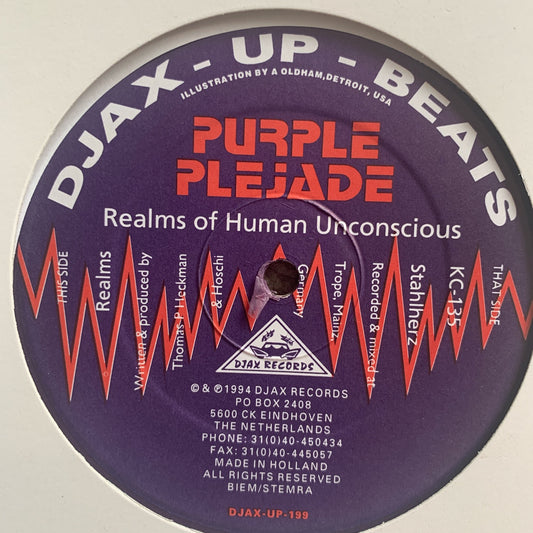 DJAX - UP - BEATS
ILLUSTRATION BY A OLDHAM, DETROIT, USA
PURPLE
PLEJADE
Realms of Human Unconscious
THIS SIDE
Realms
Written & produced by
Thomas P Heckman
& Hoschi
THAT SIDE
KC-135
Stahlherz
Recorded & mixed at
Trope, Mainz,
Germany
DJAX RECORDS
© & ℗ 1994 DJAX RECORDS
PO BOX 2408
5600 CK EINDHOVEN
THE NETHERLANDS
PHONE: 31(0)40-450434
FAX: 31(0)40-445057
MADE IN HOLLAND
ALL RIGHTS RESERVED
BIEM/STEMRA
DJAX-UP-199